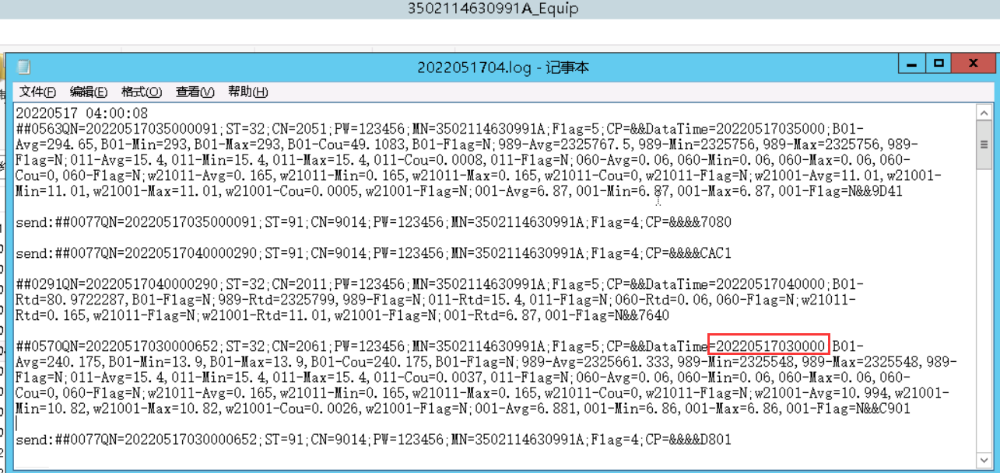 3502114630991A_Equip
2022051704.log - 记事本
文件(F) 编辑(E) 格式(O) 查看(V) 帮助(H)
20220517 04:00:08
##0563QN=20220517035000091;ST=32;CN=2051;PW=123456;MN=3502114630991A;Flag=5;CP=&&DataTime=20220517035000;B01-
Avg=294.65,B01-Min=293,B01-Max=293,B01-Cou=49.1083,B01-Flag=N;989-Avg=2325767.5,989-Min=2325756,989-Max=2325756,989-
Flag=N;011-Avg=15.4,011-Min=15.4,011-Max=15.4,011-Cou=0.0008,011-Flag=N;060-Avg=0.06,060-Min=0.06,060-Max=0.06,060-
Cou=0,060-Flag=N;w21011-Avg=0.165,w21011-Min=0.165,w21011-Max=0.165,w21011-Cou=0,w21011-Flag=N;w21001-Avg=11.01,w21001-
Min=11.01,w21001-Max=11.01,w21001-Cou=0.0005,w21001-Flag=N;001-Avg=6.87,001-Min=6.87,001-Max=6.87,001-Flag=N&&9D41
send:##0077QN=20220517035000091;ST=91;CN=9014;PW=123456;MN=3502114630991A;Flag=4;CP=&&&&7080
send:##0077QN=20220517040000290;ST=91;CN=9014;PW=123456;MN=3502114630991A;Flag=4;CP=&&&&CAC1
##0291QN=20220517040000290;ST=32;CN=2011;PW=123456;MN=3502114630991A;Flag=5;CP=&&DataTime=20220517040000;B01-
Rtd=80.9722287,B01-Flag=N;989-Rtd=2325799,989-Flag=N;011-Rtd=15.4,011-Flag=N;060-Rtd=0.06,060-Flag=N;w21011-
Rtd=0.165,w21011-Flag=N;w21001-Rtd=11.01,w21001-Flag=N;001-Rtd=6.87,001-Flag=N&&7640
##0570QN=20220517030000652;ST=32;CN=2061;PW=123456;MN=3502114630991A;Flag=5;CP=&&DataTime=20220517030000;B01-
Avg=240.175,B01-Min=13.9,B01-Max=13.9,B01-Cou=240.175,B01-Flag=N;989-Avg=2325661.333,989-Min=2325548,989-Max=2325548,989-
Flag=N;011-Avg=15.4,011-Min=15.4,011-Max=15.4,011-Cou=0.0037,011-Flag=N;060-Avg=0.06,060-Min=0.06,060-Max=0.06,060-
Cou=0,060-Flag=N;w21011-Avg=0.165,w21011-Min=0.165,w21011-Max=0.165,w21011-Cou=0,w21011-Flag=N;w21001-Avg=10.994,w21001-
Min=10.82,w21001-Max=10.82,w21001-Cou=0.0026,w21001-Flag=N;001-Avg=6.881,001-Min=6.86,001-Max=6.86,001-Flag=N&&C901
send:##0077QN=20220517030000652;ST=91;CN=9014;PW=123456;MN=3502114630991A;Flag=4;CP=&&&&D801